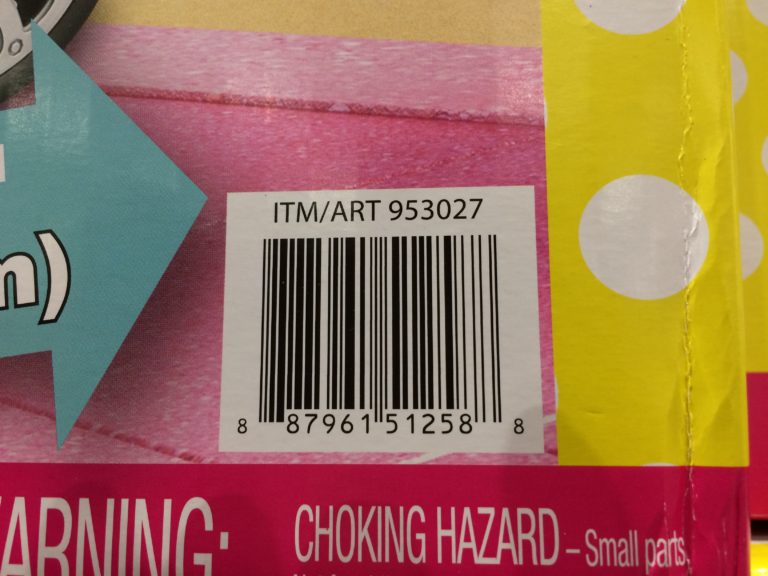 m)
ITM/ART 953027
8 87961 51258 8
WARNING:
CHOKING HAZARD – Small parts